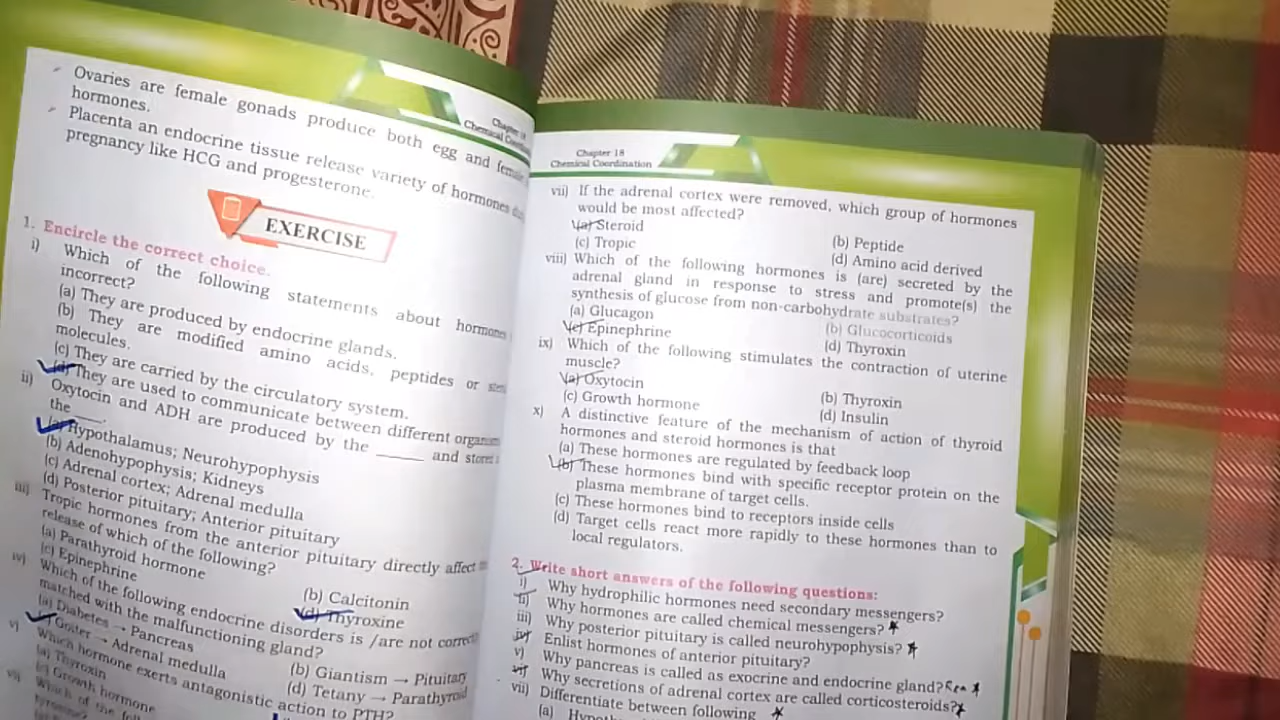 Ovaries are female gonads produce both egg and female
hormones.
Placenta an endocrine tissue release variety of hormones
pregnancy like HCG and progesterone.
Chapter 18
Chemical
EXERCISE
1. Encircle the correct choice.
i) Which of the following statements about hormones
incorrect?
(a) They are produced by endocrine glands.
(b) They are modified amino acids, peptides or
molecules.
(c) They are carried by the circulatory system.
(d) They are used to communicate between different
ii) Oxytocin and ADH are produced by the ______ and stored
the ____.
(a) Hypothalamus; Neurohypophysis
(b) Adenohypophysis; Kidneys
(c) Adrenal cortex; Adrenal medulla
(d) Posterior pituitary; Anterior pituitary
iii) Tropic hormones from the anterior pituitary directly affect
release of which of the following?
(a) Parathyroid hormone
(b) Calcitonin
(c) Epinephrine
(d) Thyroxine
iv) Which of the following endocrine disorders is /are not
matched with the malfunctioning gland?
(a) Diabetes → Pancreas
(b) Giantism → Pituitary
Goiter → Adrenal medulla
(d) Tetany → Parathyroid
v) Which hormone exerts antagonistic action to PTH?
(a) Thyroxin
(c) Growth hormone
vi) Which of the
Chapter 18
Chemical Coordination
vii) If the adrenal cortex were removed, which group of hormones
would be most affected?
(a) Steroid
(b) Peptide
(c) Tropic
(d) Amino acid derived
viii) Which of the following hormones is (are) secreted by the
adrenal gland in response to stress and promote(s) the
synthesis of glucose from non-carbohydrate substrates?
(a) Glucagon
(b) Glucocorticoids
(c) Epinephrine
(d) Thyroxin
ix) Which of the following stimulates the contraction of uterine
muscle?
(a) Oxytocin
(b) Thyroxin
(c) Growth hormone
(d) Insulin
x) A distinctive feature of the mechanism of action of thyroid
hormones and steroid hormones is that
(a) These hormones are regulated by feedback loop
(b) These hormones bind with specific receptor protein on the
plasma membrane of target cells.
(c) These hormones bind to receptors inside cells
(d) Target cells react more rapidly to these hormones than to
local regulators.
2. Write short answers of the following questions:
i) Why hydrophilic hormones need secondary messengers?
ii) Why hormones are called chemical messengers?
iii) Why posterior pituitary is called neurohypophysis?
iv) Enlist hormones of anterior pituitary?
v) Why pancreas is called as exocrine and endocrine gland?
vi) Why secretions of adrenal cortex are called corticosteroids?
vii) Differentiate between following
(a)